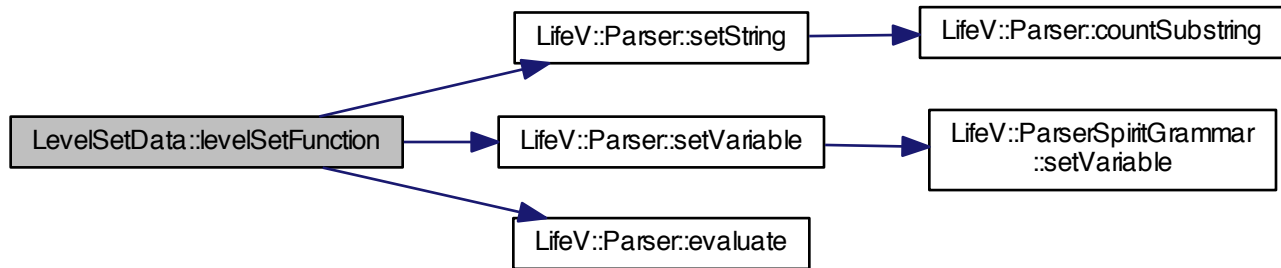 LifeV::Parser::setString
LifeV::Parser::countSubstring
LevelSetData::levelSetFunction
LifeV::Parser::setVariable
LifeV::ParserSpiritGrammar
::setVariable
LifeV::Parser::evaluate